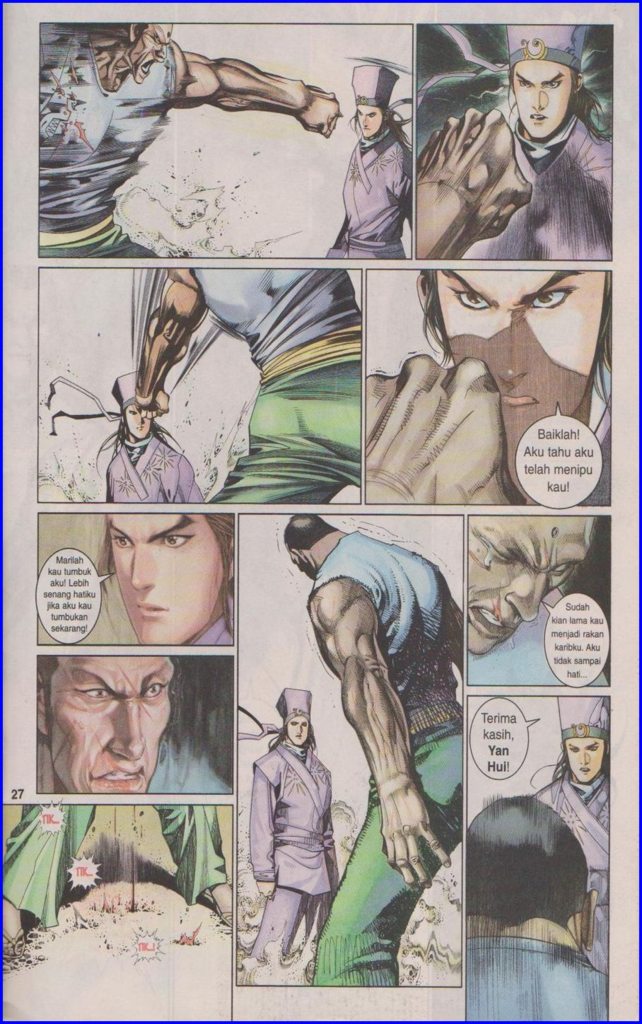 Baiklah!
Aku tahu aku
telah menipu
kau!
Marilah
kau tumbuk
aku! Lebih
senang hatiku
jika aku kau
tumbukan
sekarang!
Sudah
kian lama kau
menjadi rakan
karibku. Aku
tidak sampai
hati...
Terima
kasih,
Yan
Hui!
27
TIK...
TIK...
TIK...!